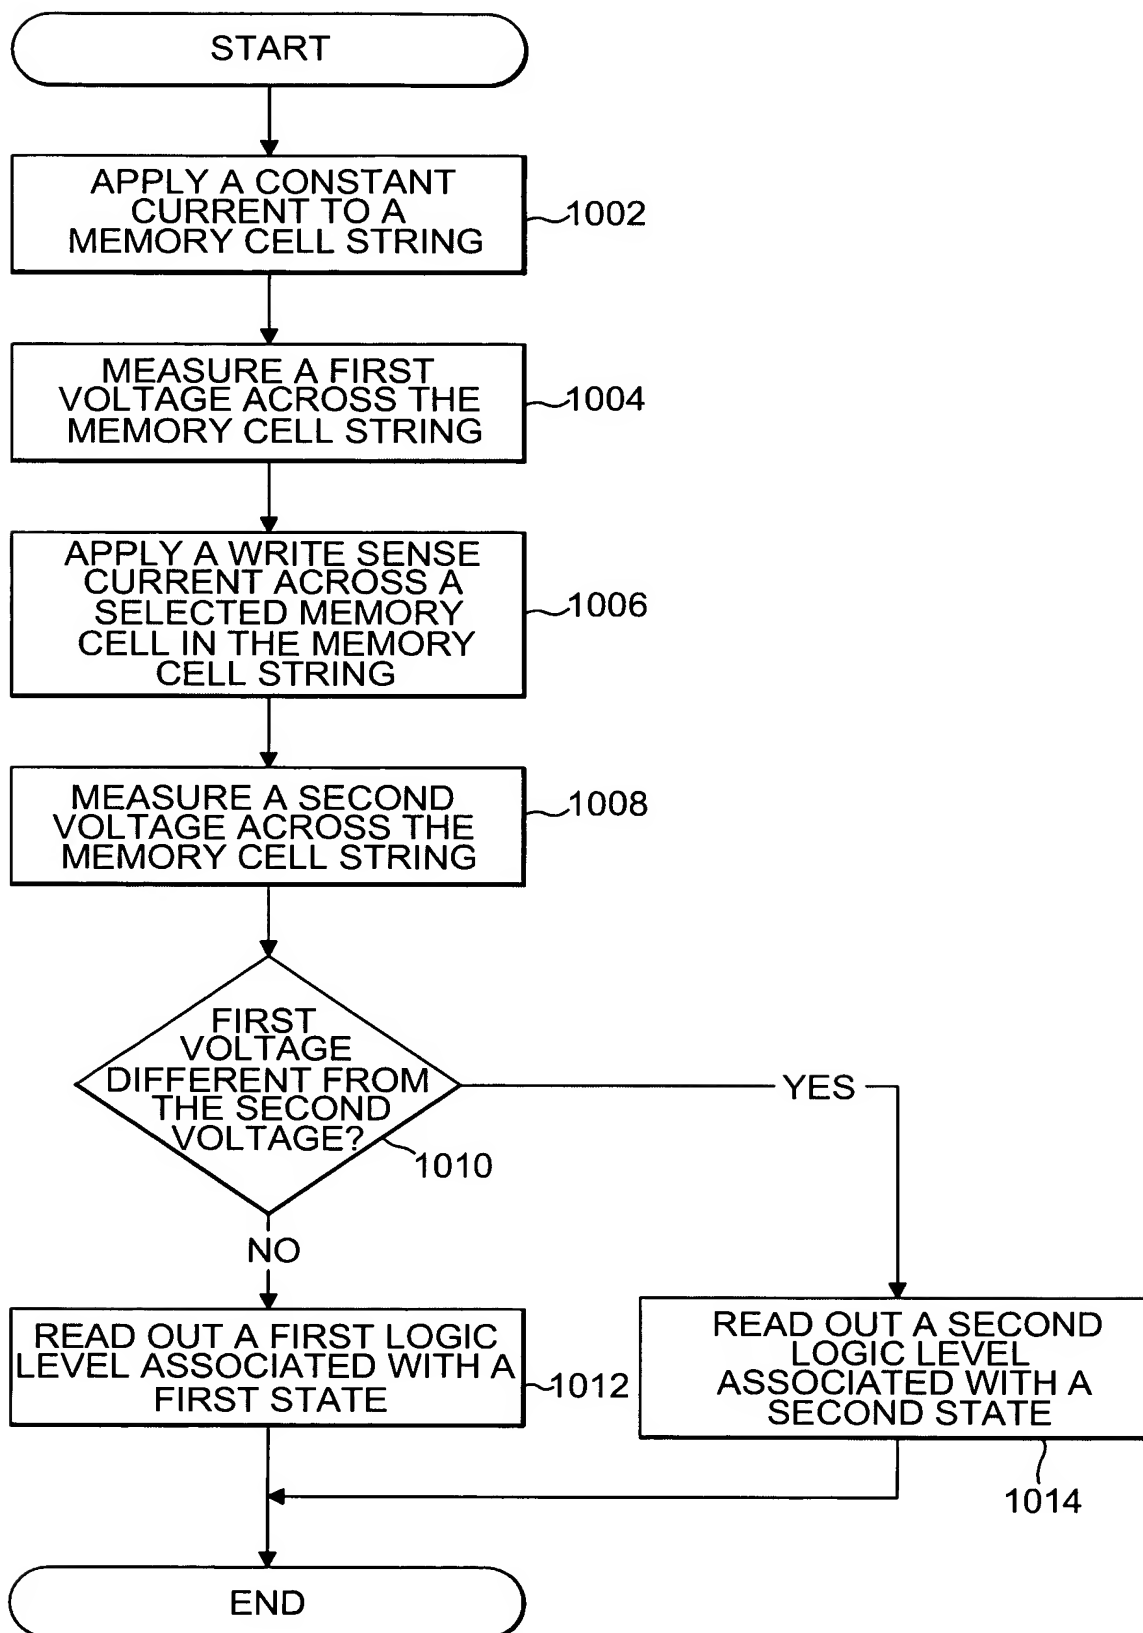 START
APPLY A CONSTANT
CURRENT TO A
MEMORY CELL STRING
1002
MEASURE A FIRST
VOLTAGE ACROSS THE
MEMORY CELL STRING
1004
APPLY A WRITE SENSE
CURRENT ACROSS A
SELECTED MEMORY
CELL IN THE MEMORY
CELL STRING
1006
MEASURE A SECOND
VOLTAGE ACROSS THE
MEMORY CELL STRING
1008
FIRST
VOLTAGE
DIFFERENT FROM
THE SECOND
VOLTAGE?
1010
YES
NO
READ OUT A FIRST LOGIC
LEVEL ASSOCIATED WITH A
FIRST STATE
1012
READ OUT A SECOND
LOGIC LEVEL
ASSOCIATED WITH A
SECOND STATE
1014
END